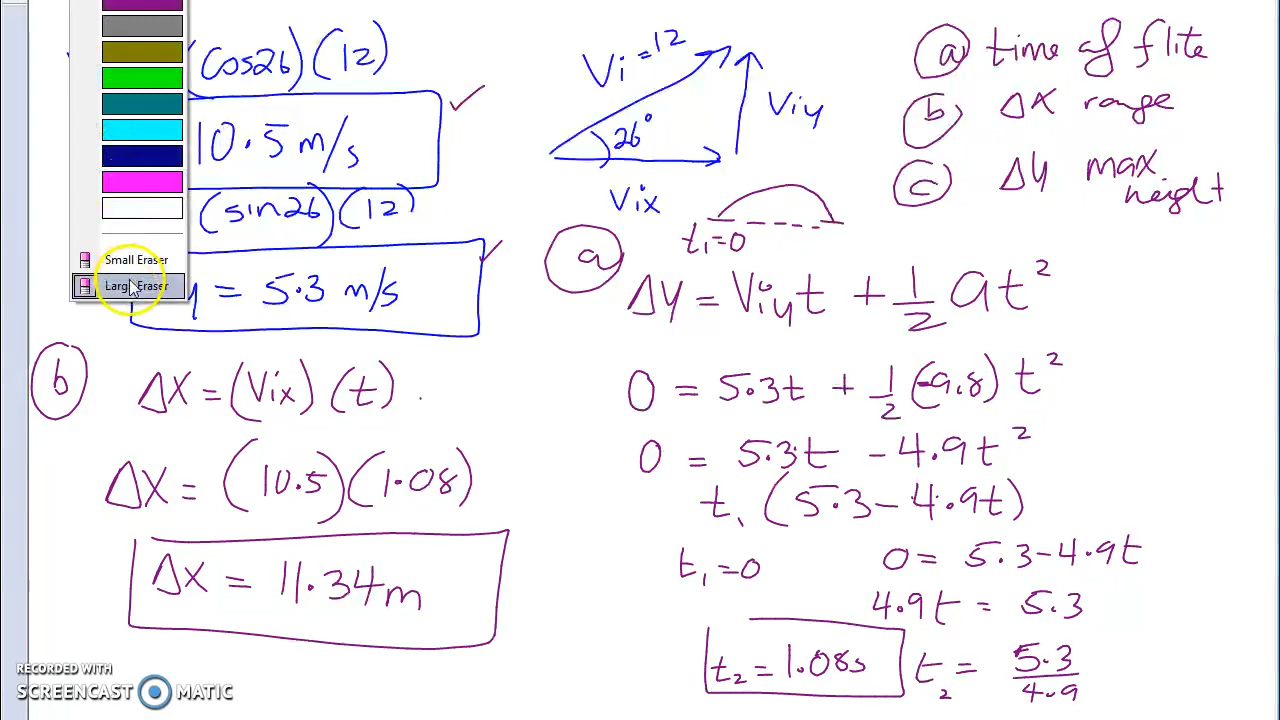 (cos26)(12)
10.5 m/s
(sin26)(12)
y = 5.3 m/s
Small Eraser
Large Eraser
Vi = 12
26°
Viy
Vix
t₁=0
a time of flite
b ΔX range
c ΔY max height
a
ΔY = Viyt + 1/2 at²
0 = 5.3t + 1/2 (-9.8) t²
0 = 5.3t - 4.9t²
t₁ (5.3 - 4.9t)
t₁ = 0
0 = 5.3 - 4.9t
4.9t = 5.3
t₂ = 5.3/4.9
t₂ = 1.08s
b
ΔX = (Vix)(t)
ΔX = (10.5)(1.08)
ΔX = 11.34m
RECORDED WITH
SCREENCAST MATIC